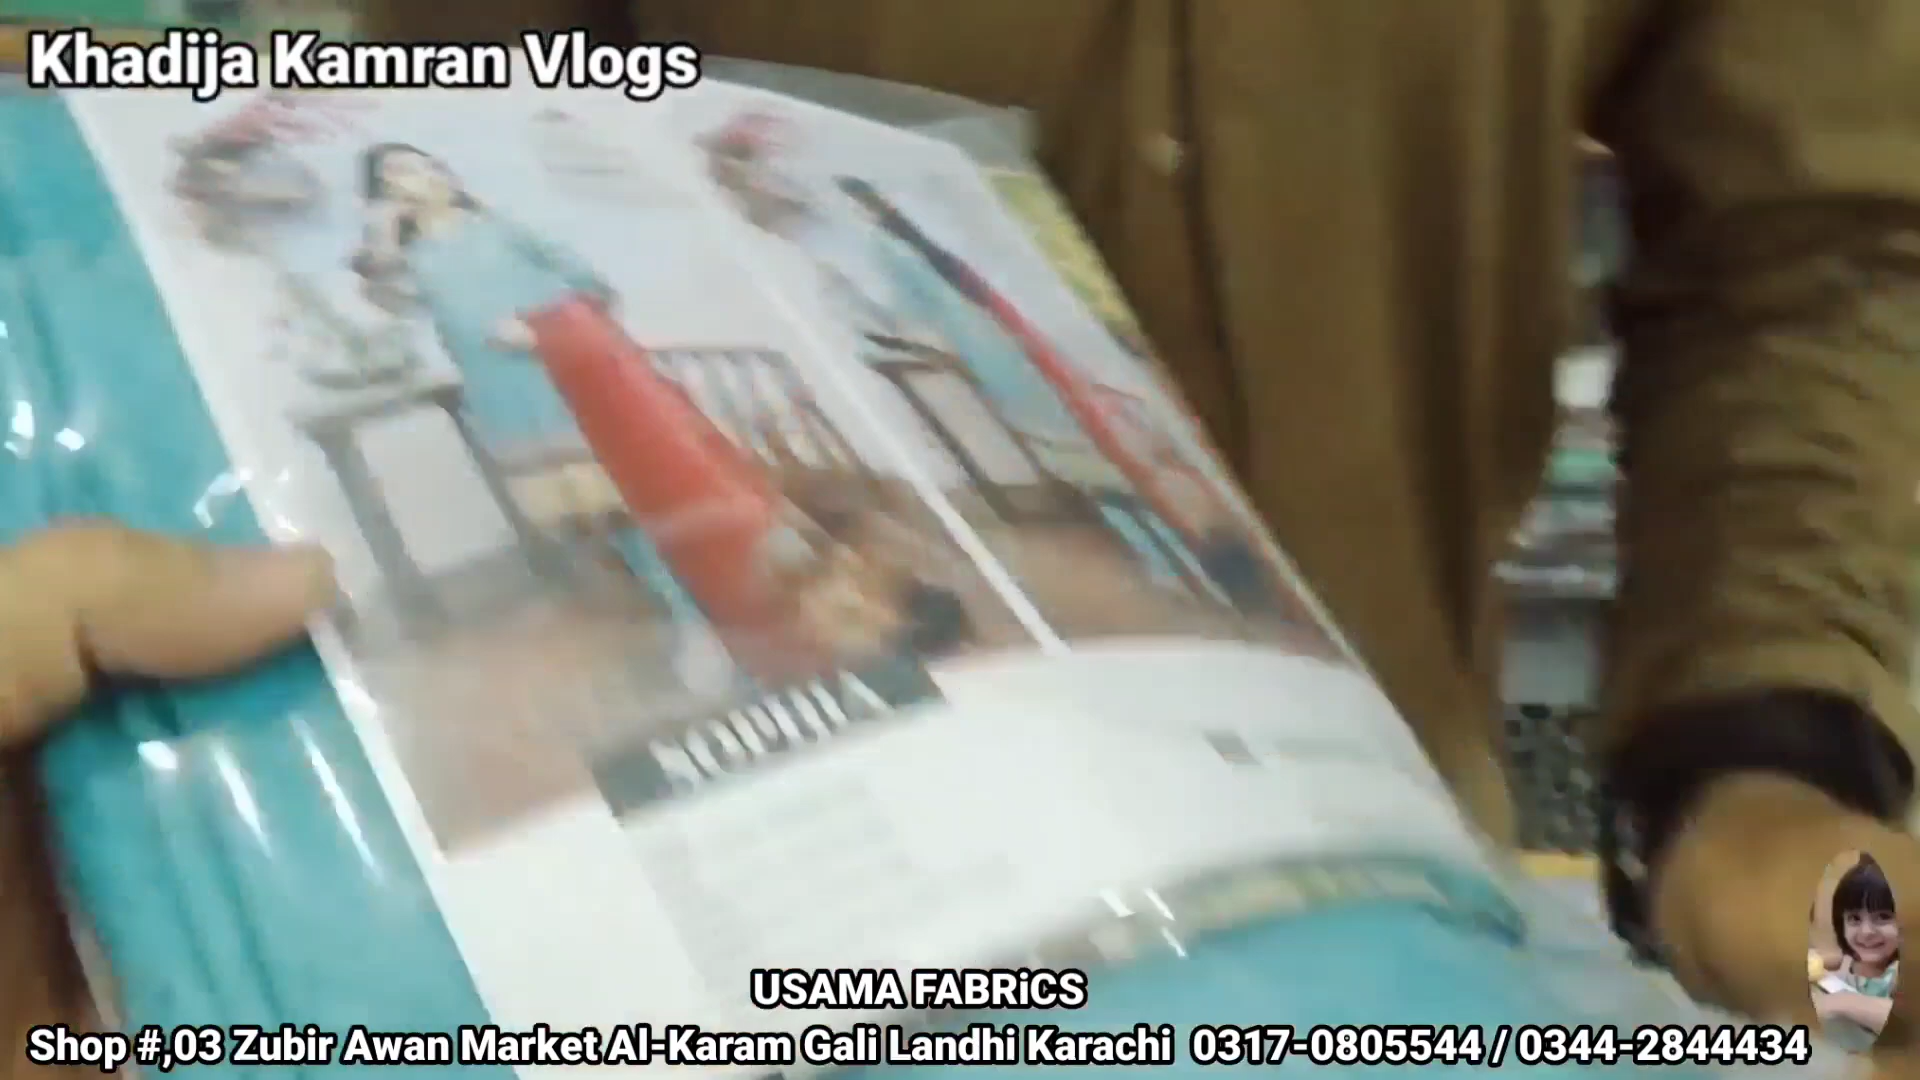 Khadija Kamran Vlogs
USAMA FABRiCS
Shop #,03 Zubir Awan Market Al-Karam Gali Landhi Karachi 0317-0805544 / 0344-2844434